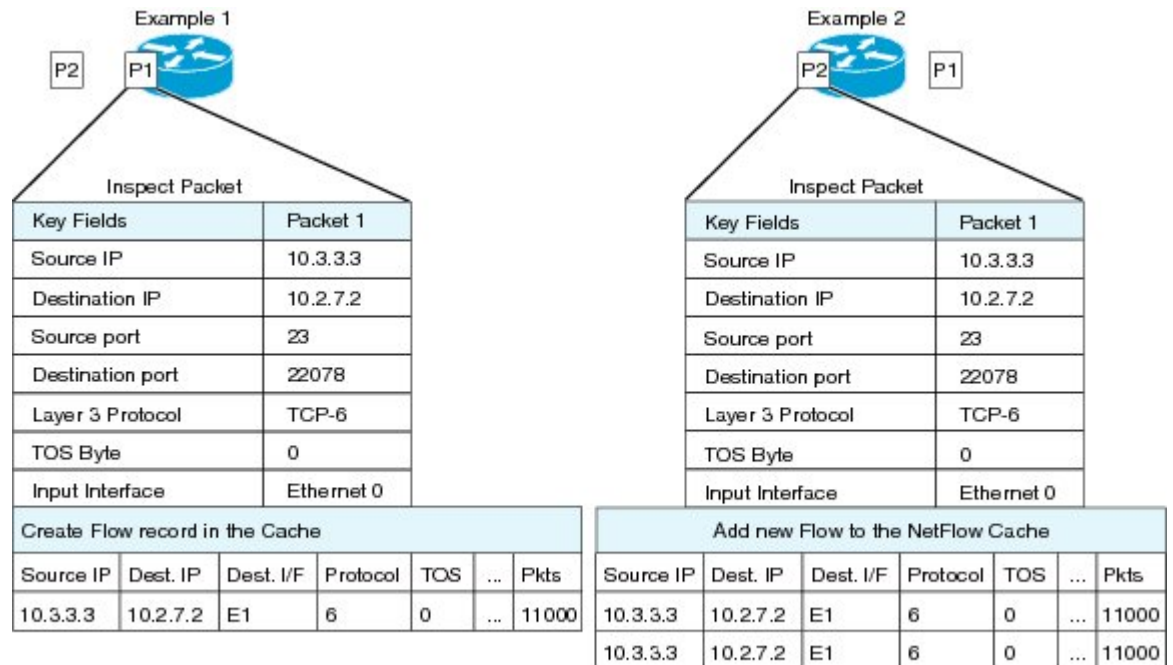 Example 1
P2
P1
Inspect Packet
Key Fields Packet 1
Source IP 10.3.3.3
Destination IP 10.2.7.2
Source port 23
Destination port 22078
Layer 3 Protocol TCP-6
TOS Byte 0
Input Interface Ethernet 0
Create Flow record in the Cache
Source IP Dest. IP Dest. I/F Protocol TOS ... Pkts
10.3.3.3 10.2.7.2 E1 6 0 ... 11000
Example 2
P2
P1
Inspect Packet
Key Fields Packet 1
Source IP 10.3.3.3
Destination IP 10.2.7.2
Source port 23
Destination port 22078
Layer 3 Protocol TCP-6
TOS Byte 0
Input Interface Ethernet 0
Add new Flow to the NetFlow Cache
Source IP Dest. IP Dest. I/F Protocol TOS ... Pkts
10.3.3.3 10.2.7.2 E1 6 0 ... 11000
10.3.3.3 10.2.7.2 E1 6 0 ... 11000